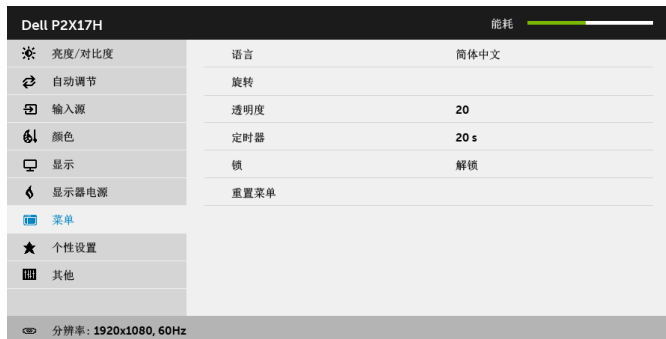 Dell P2X17H 能耗
亮度/对比度 语言 简体中文
自动调节 旋转
输入源 透明度 20
颜色 定时器 20 s
显示 锁 解锁
显示器电源 重置菜单
菜单
个性设置
其他
分辨率: 1920x1080, 60Hz